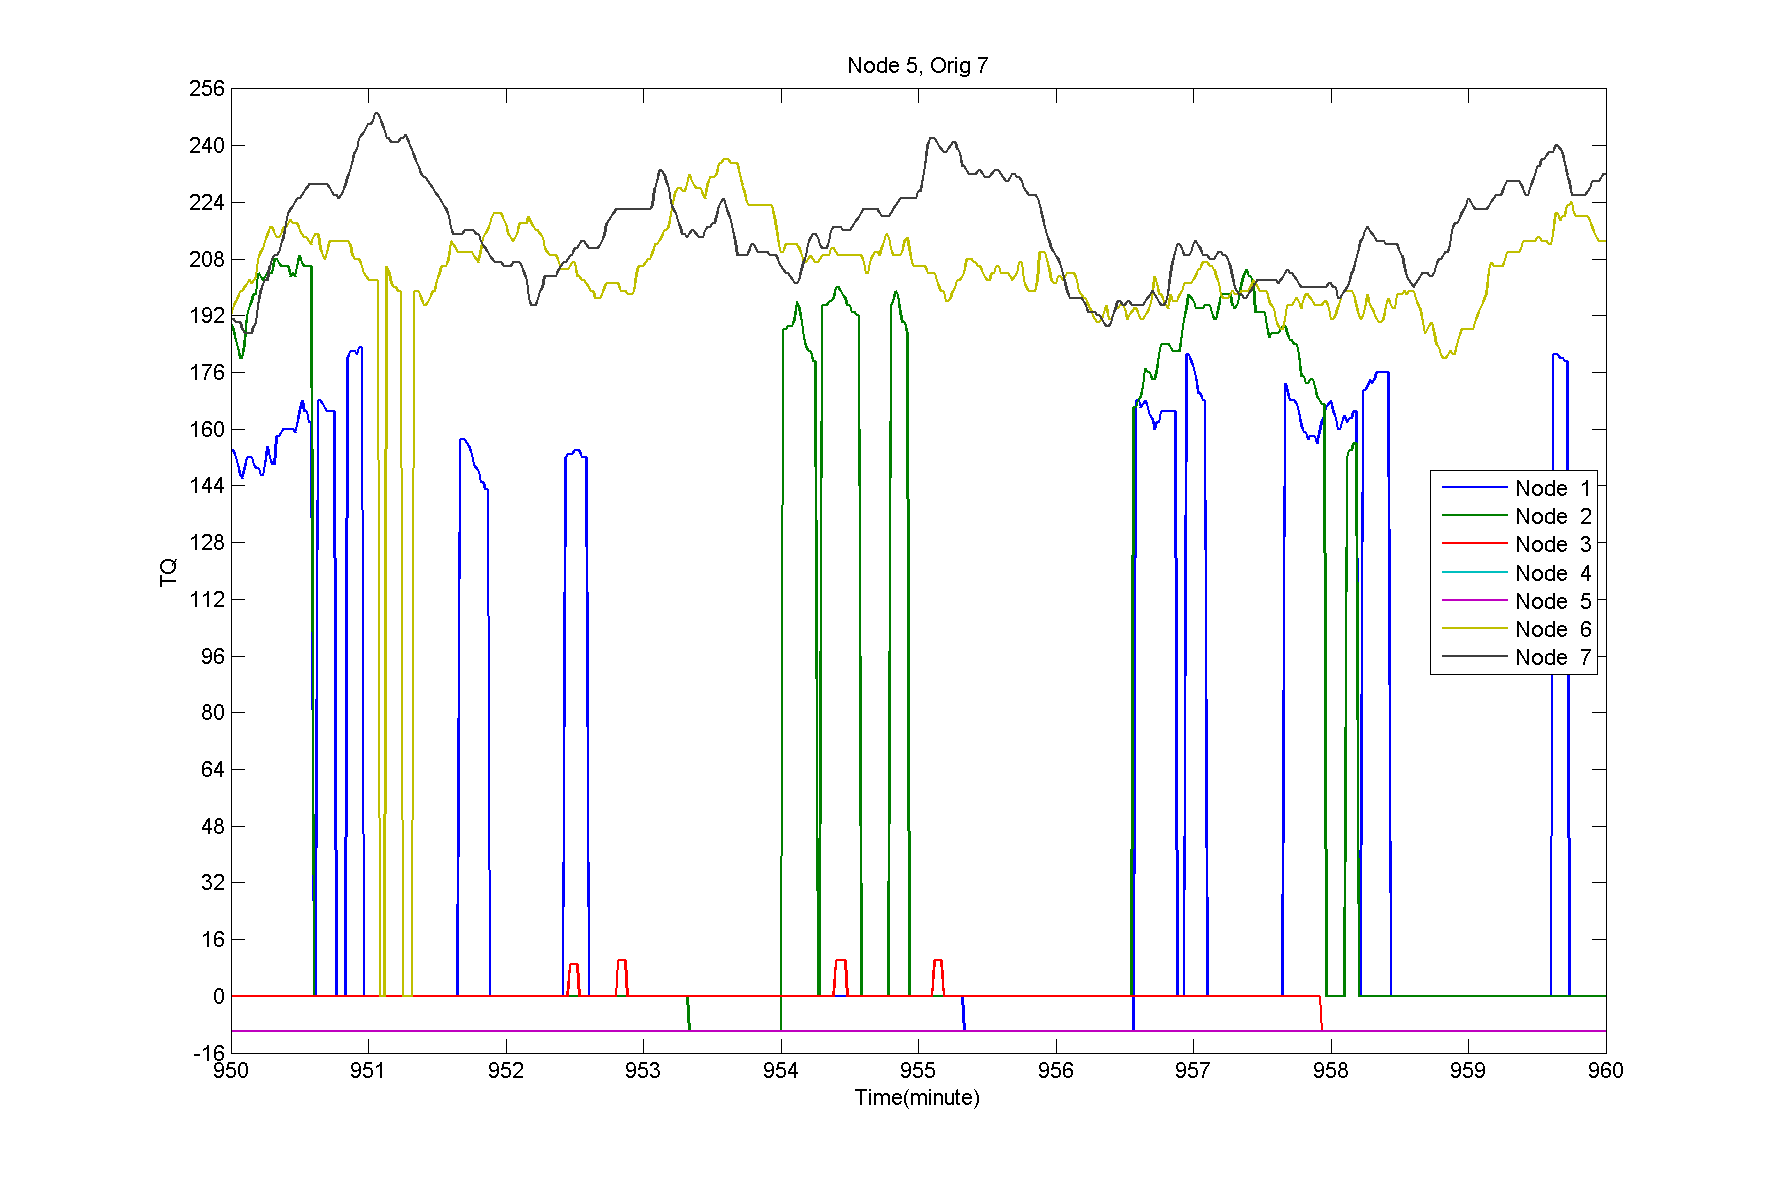 Node 5, Orig 7
256
240
224
208
192
176
160
144
128
112
96
80
64
48
32
16
0
-16
TQ
Node 1
Node 2
Node 3
Node 4
Node 5
Node 6
Node 7
950 951 952 953 954 955 956 957 958 959 960
Time(minute)